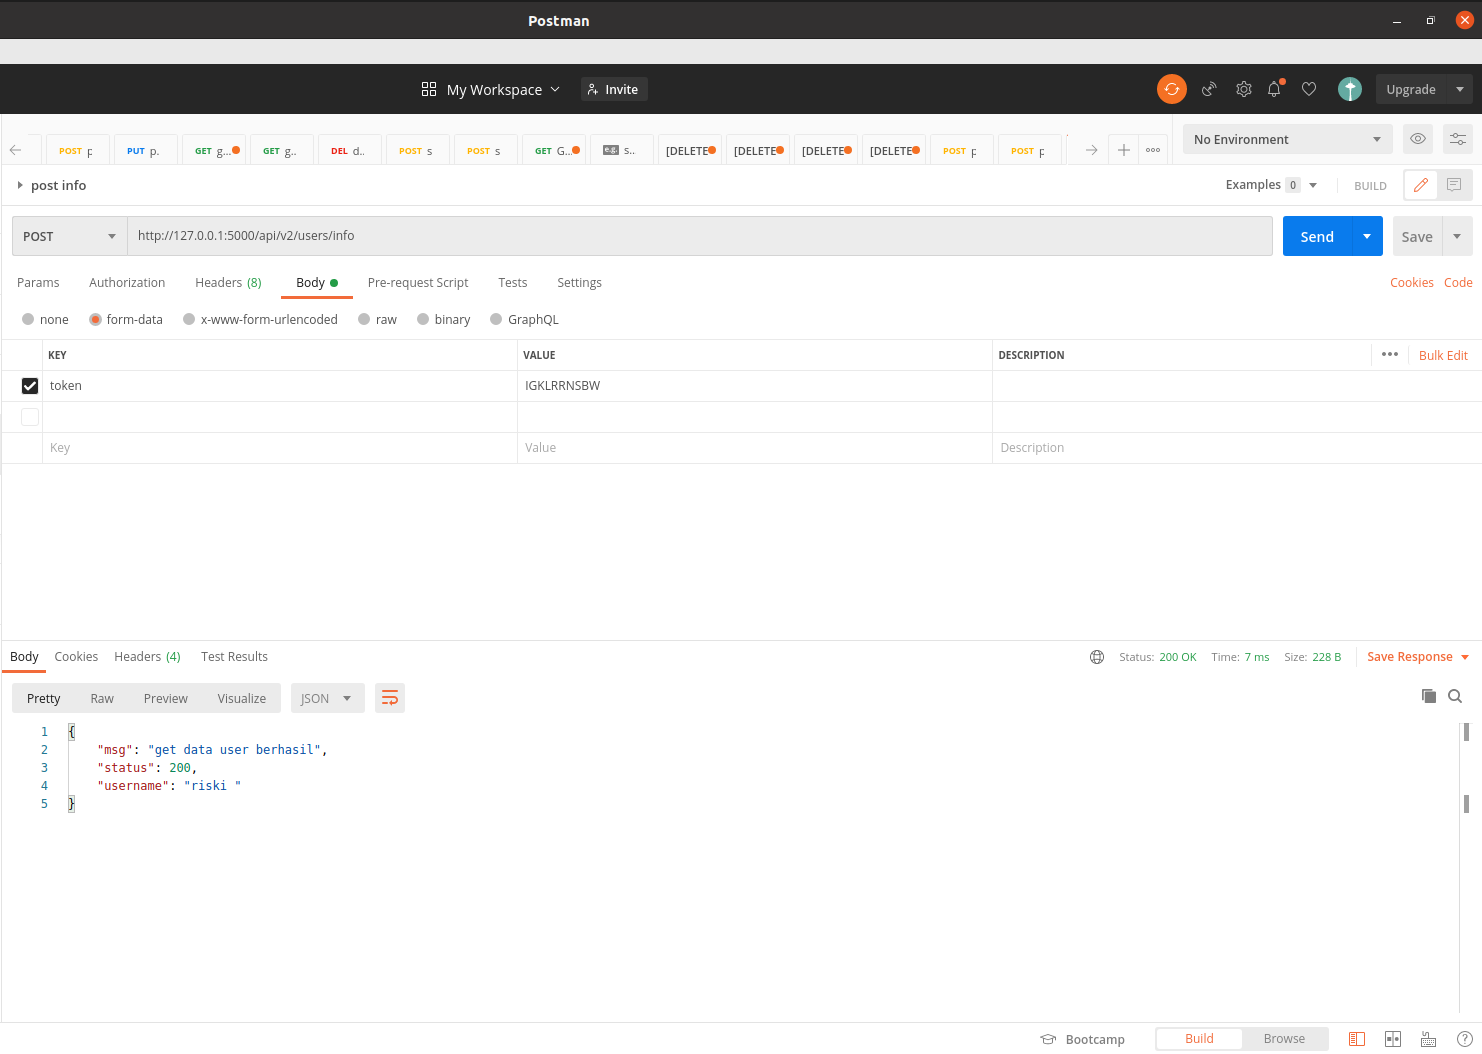 Postman
My Workspace
Invite
Upgrade
POST p
PUT p.
GET g...
GET g..
DEL d..
POST s
POST s
GET G...
e.g. s..
[DELETE
[DELETE
[DELETE
[DELETE
POST p
POST p
No Environment
post info
Examples 0
BUILD
POST
http://127.0.0.1:5000/api/v2/users/info
Send
Save
Params Authorization Headers (8) Body Pre-request Script Tests Settings Cookies Code
none form-data x-www-form-urlencoded raw binary GraphQL
KEY VALUE DESCRIPTION ••• Bulk Edit
token IGKLRRNSBW
Key Value Description
Body Cookies Headers (4) Test Results Status: 200 OK Time: 7 ms Size: 228 B Save Response
Pretty Raw Preview Visualize JSON
1 {
2 "msg": "get data user berhasil",
3 "status": 200,
4 "username": "riski "
5 }
Bootcamp Build Browse ?